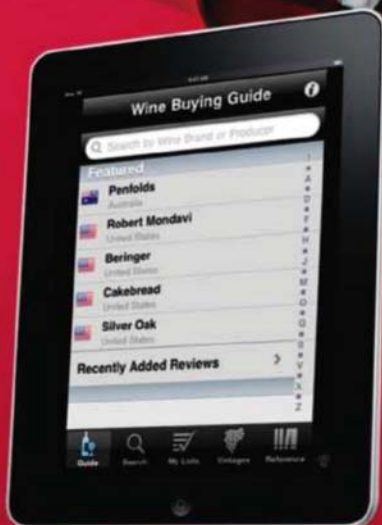 Wine Buying Guide
Search by Wine Brand or Producer
Featured
Penfolds
Australia
Robert Mondavi
United States
Beringer
United States
Cakebread
United States
Silver Oak
United States
Recently Added Reviews
A
D
F
H
J
M
O
Q
S
V
X
Z
Guide
Search
My Lists
Vintages
Reference